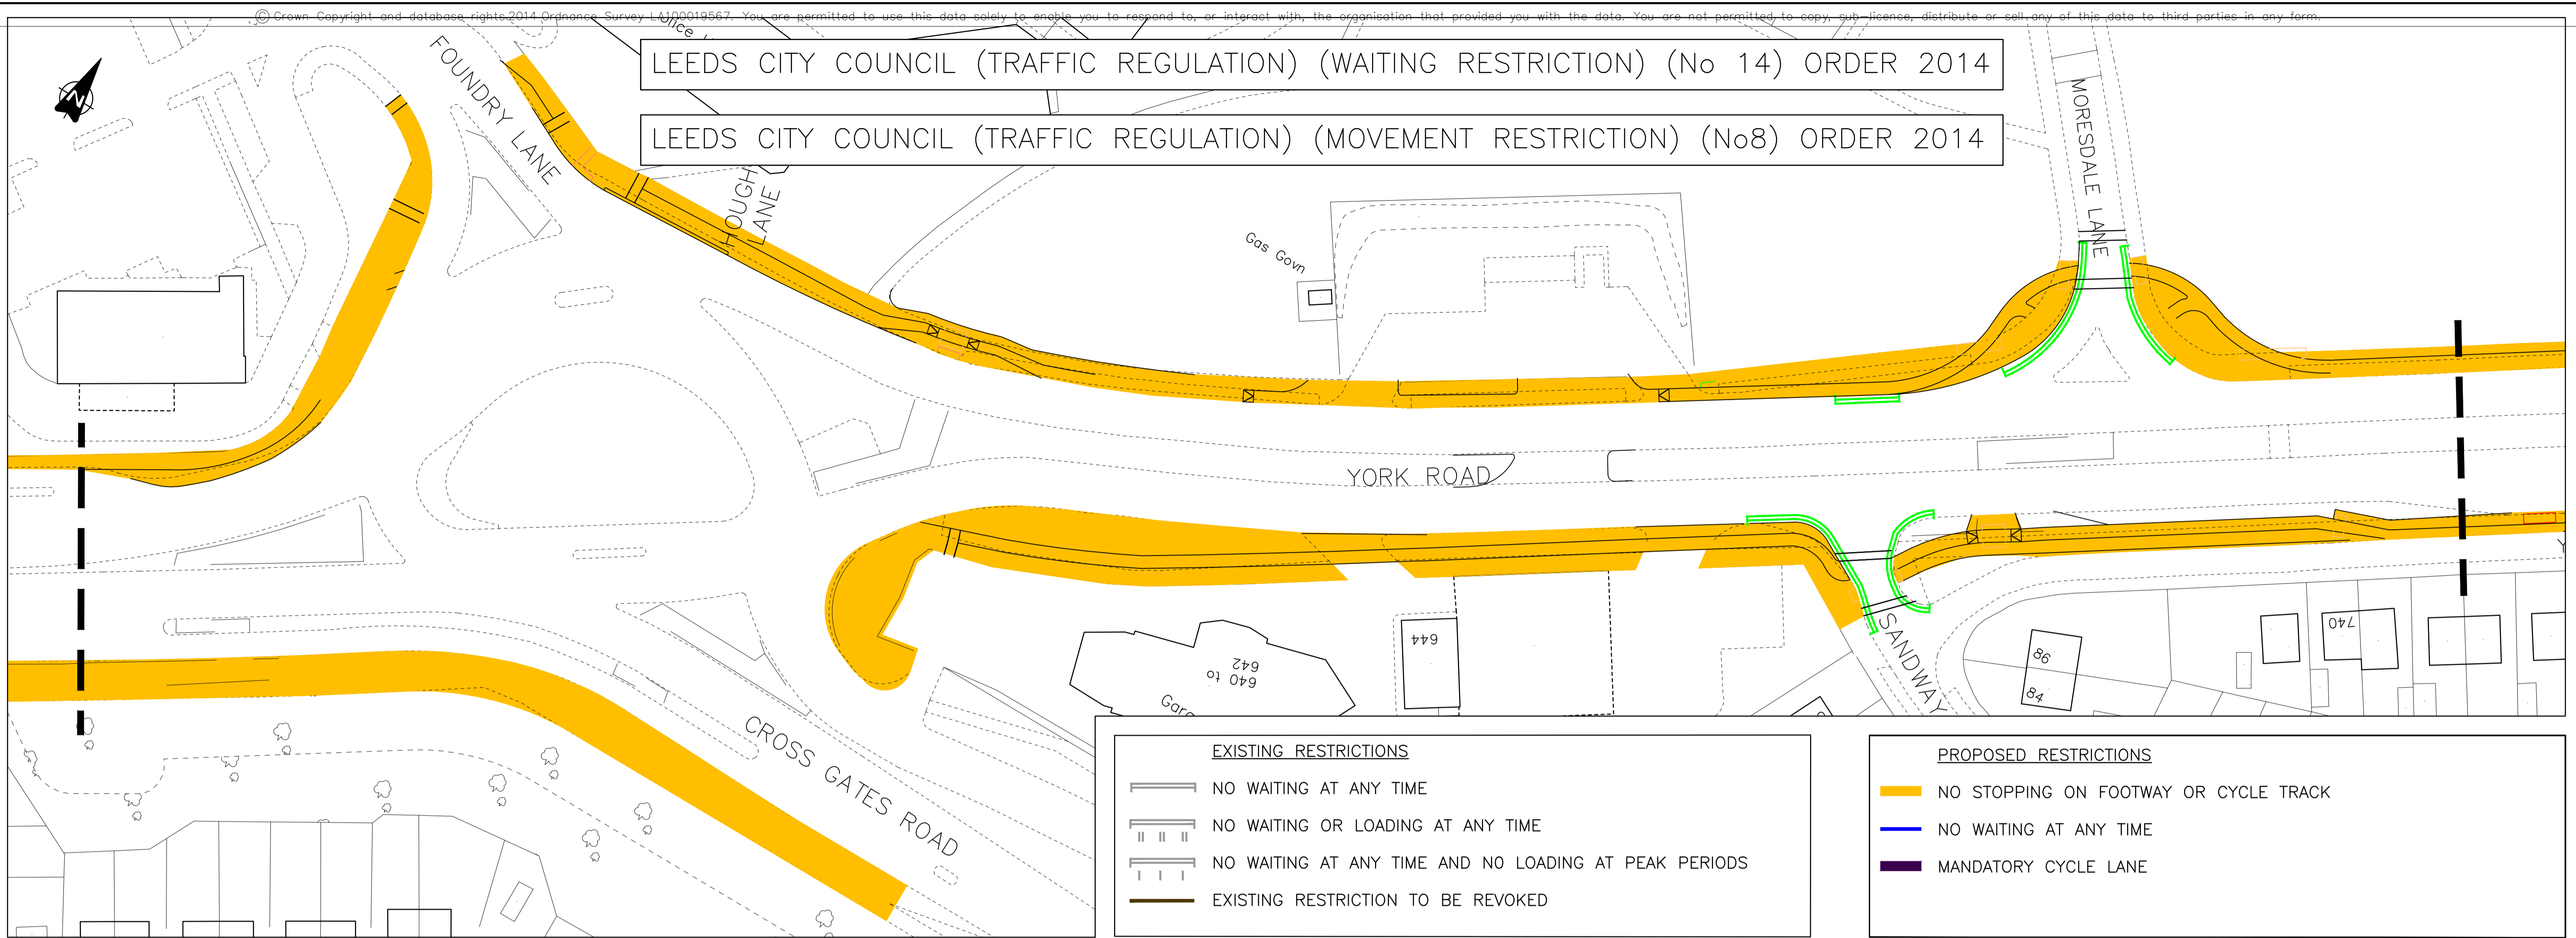 © Crown Copyright and database rights 2014 Ordnance Survey LA100019567. You are permitted to use this data solely to enable you to respond to, or interact with, the organisation that provided you with the data. You are not permitted to copy, sub-licence, distribute or sell any of this data to third parties in any form.
LEEDS CITY COUNCIL (TRAFFIC REGULATION) (WAITING RESTRICTION) (No 14) ORDER 2014
LEEDS CITY COUNCIL (TRAFFIC REGULATION) (MOVEMENT RESTRICTION) (No8) ORDER 2014
N
FOUNDRY LANE
HOUGH
LANE
Gas Govn
MORESDALE LANE
YORK ROAD
CROSS GATES ROAD
640 to
642
644
SANDWAY
86
84
740
EXISTING RESTRICTIONS
NO WAITING AT ANY TIME
NO WAITING OR LOADING AT ANY TIME
NO WAITING AT ANY TIME AND NO LOADING AT PEAK PERIODS
EXISTING RESTRICTION TO BE REVOKED
PROPOSED RESTRICTIONS
NO STOPPING ON FOOTWAY OR CYCLE TRACK
NO WAITING AT ANY TIME
MANDATORY CYCLE LANE